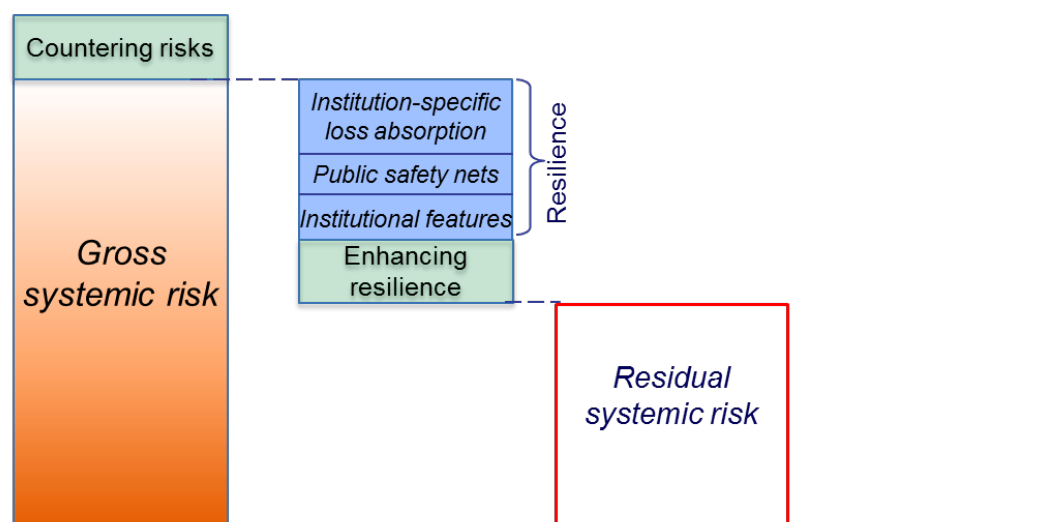 Countering risks
Gross
systemic risk
Institution-specific
loss absorption
Public safety nets
Institutional features
Enhancing
resilience
Resilience
Residual
systemic risk